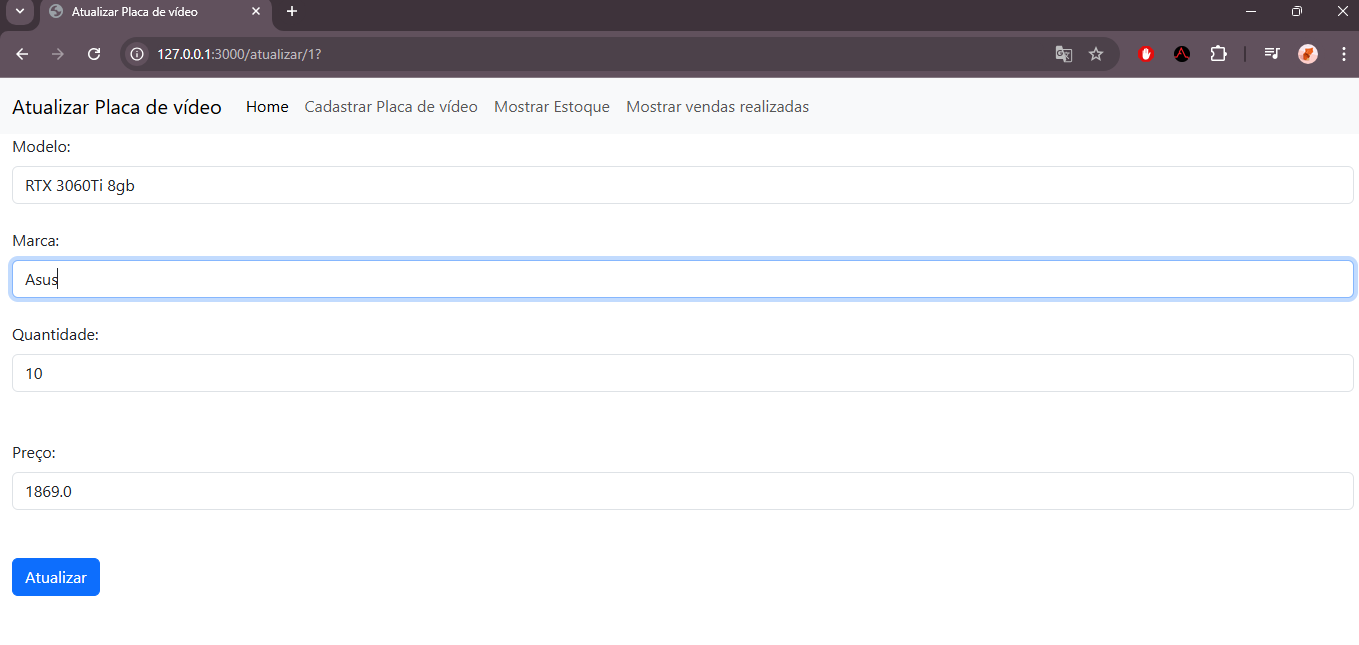 Atualizar Placa de vídeo
127.0.0.1:3000/atualizar/1?
Atualizar Placa de vídeo Home Cadastrar Placa de vídeo Mostrar Estoque Mostrar vendas realizadas
Modelo:
RTX 3060Ti 8gb
Marca:
Asus
Quantidade:
10
Preço:
1869.0
Atualizar